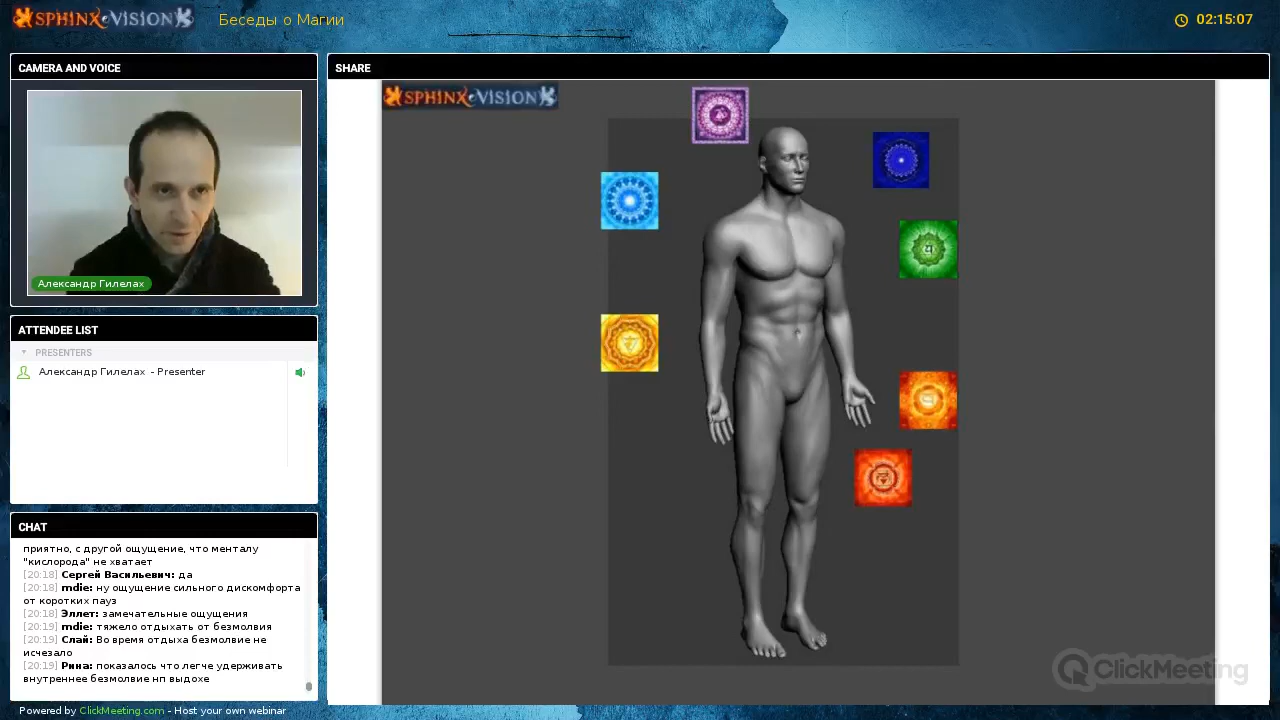 SPHINX VISION
Беседы о Магии
02:15:07
CAMERA AND VOICE
Александр Гилелах
SHARE
SPHINX VISION
ATTENDEE LIST
PRESENTERS
Александр Гилелах - Presenter
CHAT
приятно, с другой ощущение, что менталу
"кислорода" не хватает
[20:18] Сергей Васильевич: да
[20:18] mdie: ну ощущение сильного дискомфорта
от коротких пауз
[20:18] Эллет: замечательные ощущения
[20:19] mdie: тяжело отдыхать от безмолвия
[20:19] Слай: Во время отдыха безмолвие не
исчезало
[20:19] Рина: показалось что легче удерживать
внутреннее безмолвие нп выдохе
ClickMeeting
Powered by ClickMeeting.com - Host your own webinar